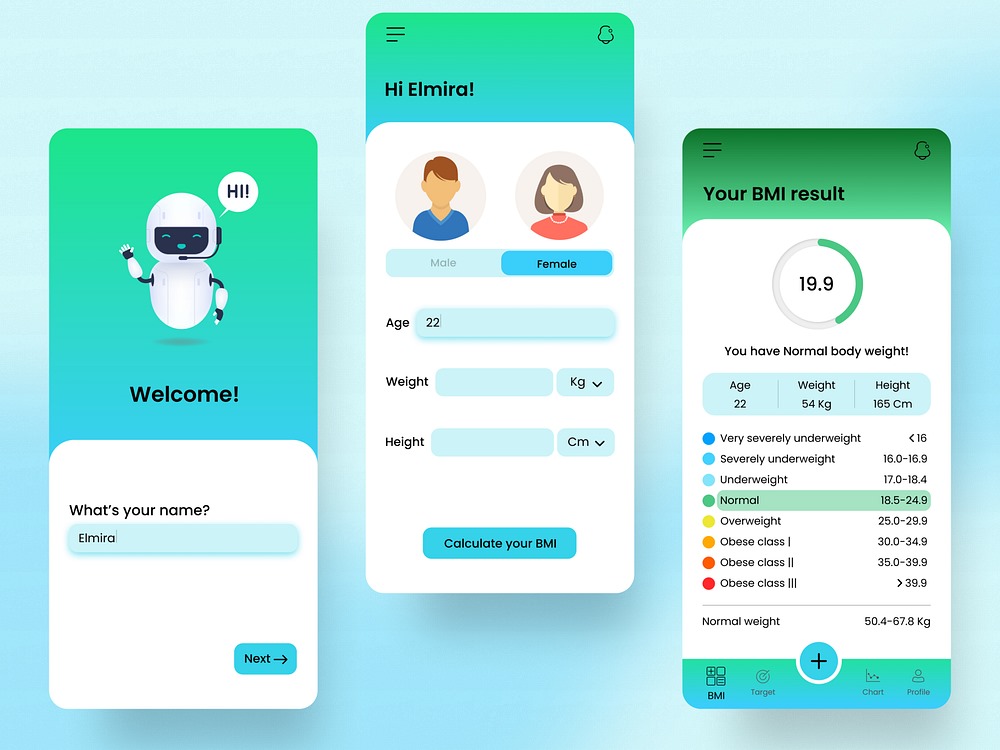 HI!
Welcome!
What's your name?
Elmira
Next →
Hi Elmira!
Male Female
Age 22
Weight Kg
Height Cm
Calculate your BMI
Your BMI result
19.9
You have Normal body weight!
Age Weight Height
22 54 Kg 165 Cm
Very severely underweight <16
Severely underweight 16.0-16.9
Underweight 17.0-18.4
Normal 18.5-24.9
Overweight 25.0-29.9
Obese class | 30.0-34.9
Obese class || 35.0-39.9
Obese class ||| >39.9
Normal weight 50.4-67.8 Kg
+
BMI Target Chart Profile